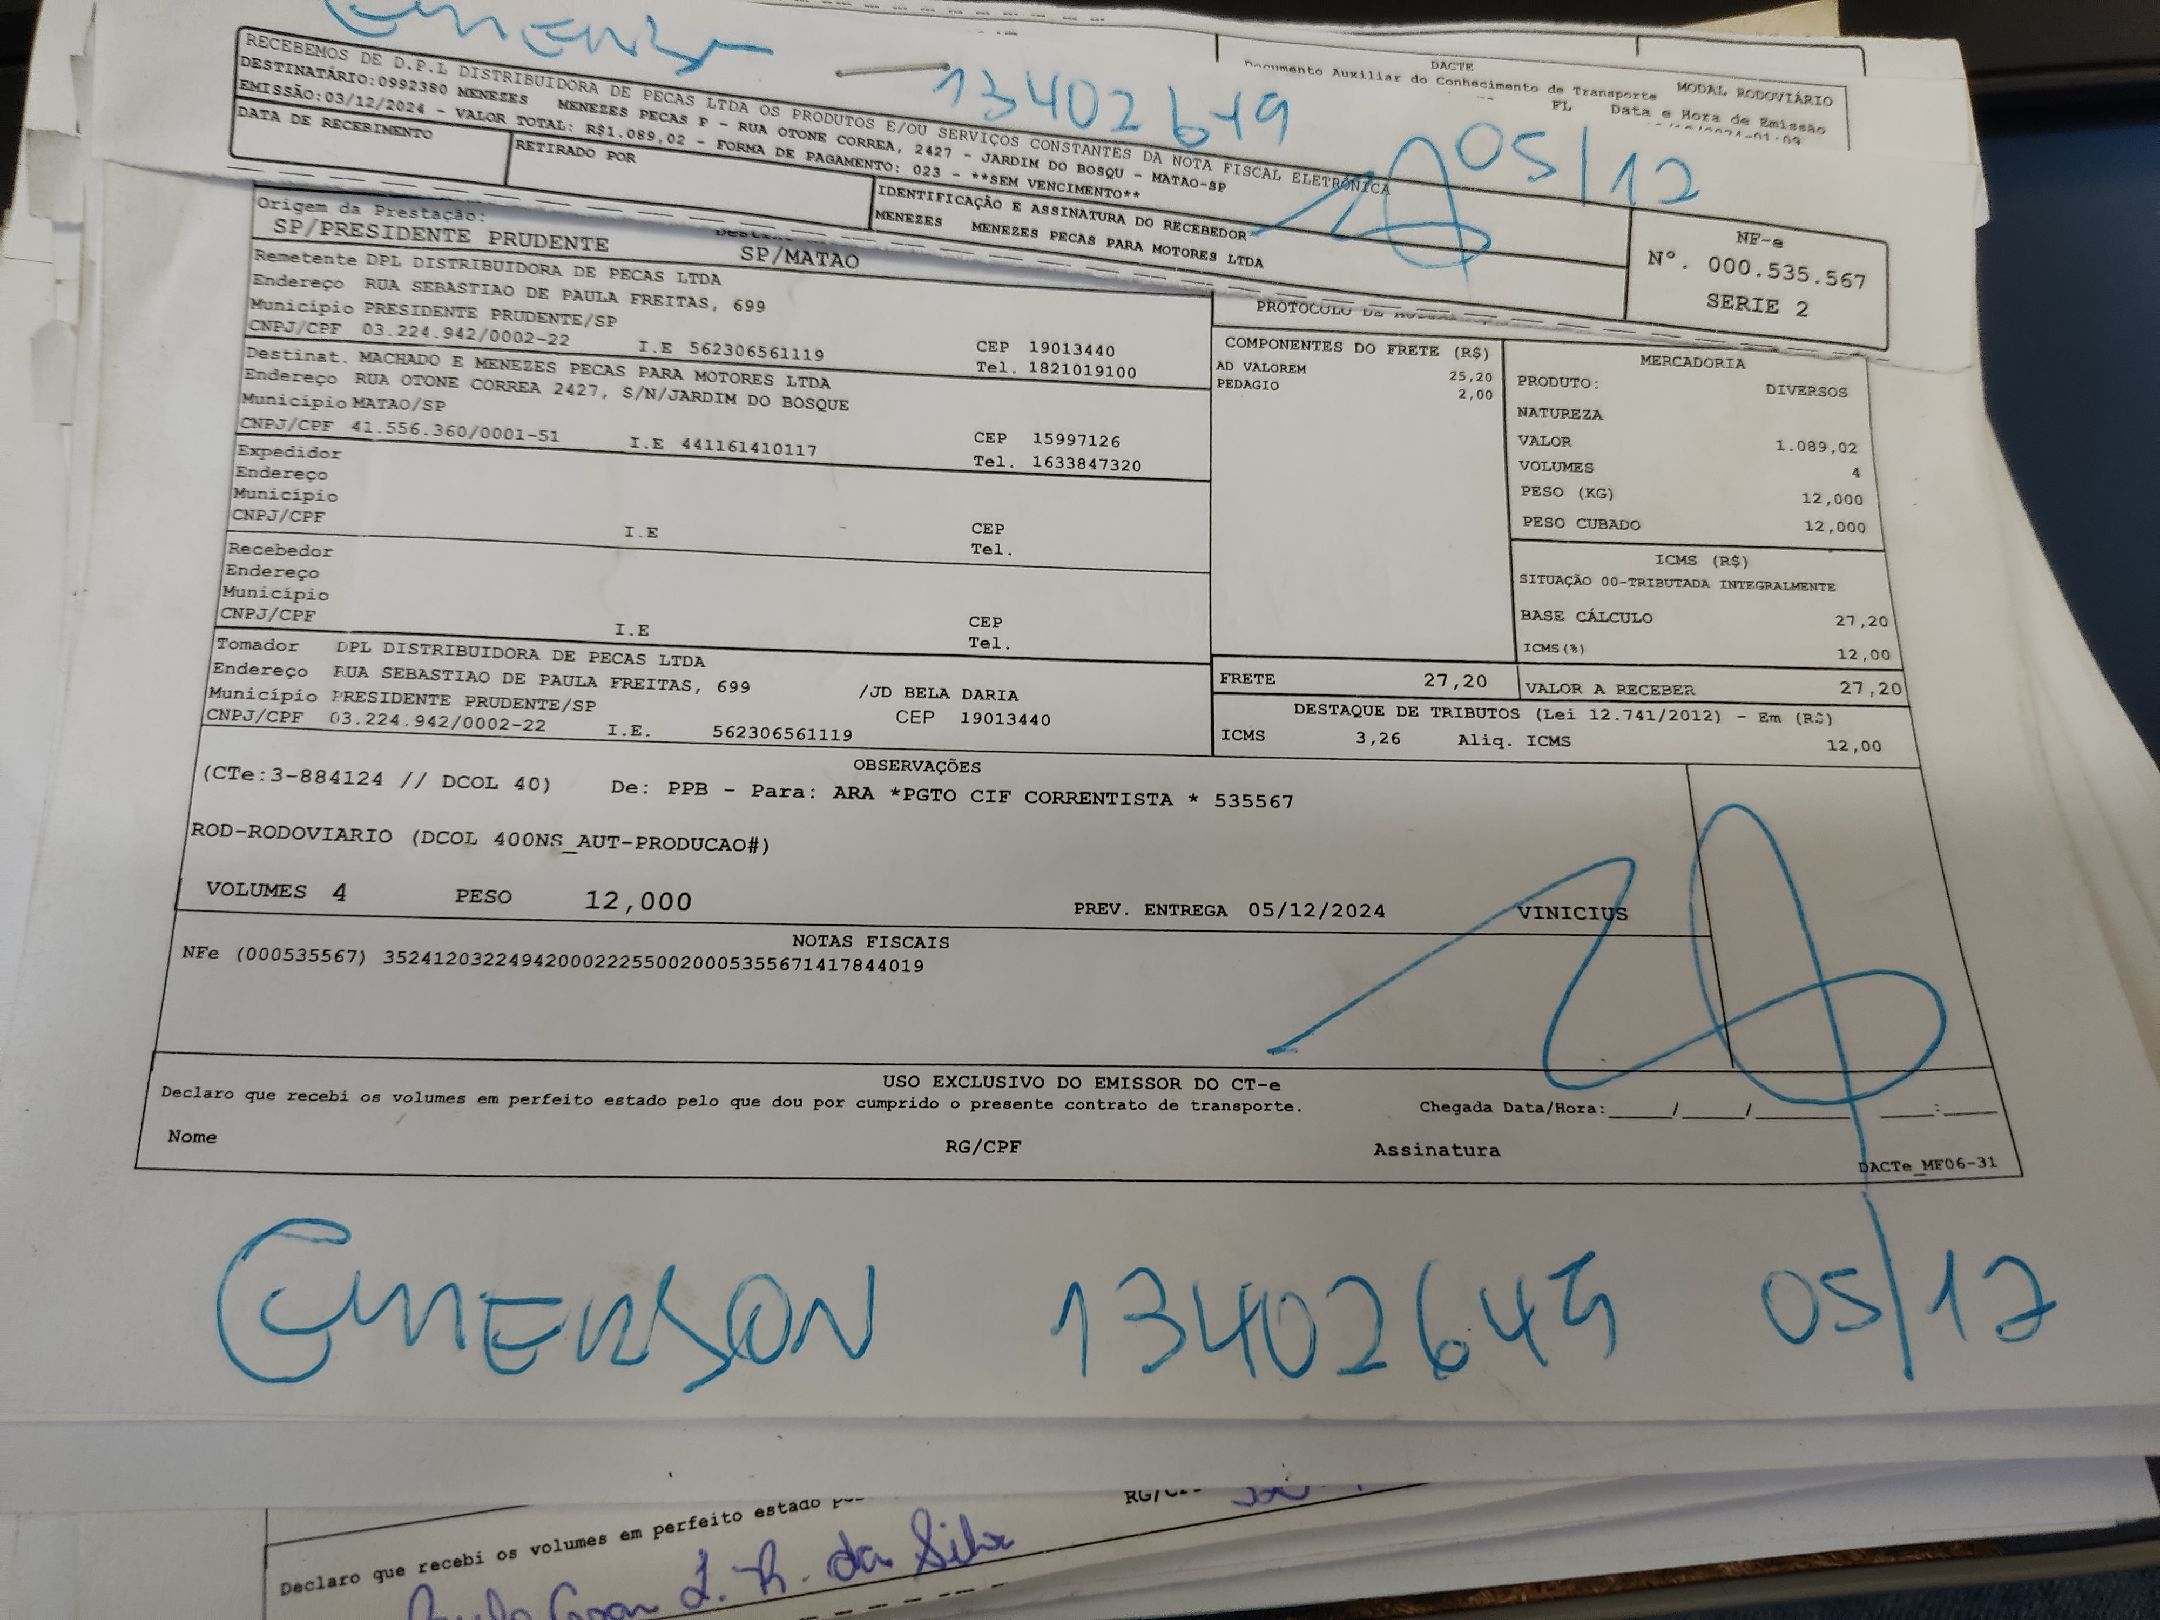 EMERSON 13402649 05/12
DACTE
Documento Auxiliar do Conhecimento de Transporte
MODAL RODOVIÁRIO
FL Data e Hora de Emissão
RECEBEMOS DE D.P.L DISTRIBUIDORA DE PECAS LTDA OS PRODUTOS E/OU SERVIÇOS CONSTANTES DA NOTA FISCAL ELETRÔNICA
DESTINATÁRIO:0992380 MENEZES MENEZES PECAS P - RUA OTONE CORREA, 2427 - JARDIM DO BOSQU - MATAO-SP
EMISSÃO:03/12/2024 - VALOR TOTAL: R$1.089,02 - FORMA DE PAGAMENTO: 023 - **SEM VENCIMENTO**
DATA DE RECEBIMENTO
RETIRADO POR
IDENTIFICAÇÃO E ASSINATURA DO RECEBEDOR
MENEZES MENEZES PECAS PARA MOTORES LTDA
NF-e
Nº. 000.535.567
SERIE 2
Origem da Prestação:
SP/PRESIDENTE PRUDENTE SP/MATAO
Remetente DPL DISTRIBUIDORA DE PECAS LTDA
Endereço RUA SEBASTIAO DE PAULA FREITAS, 699
Município PRESIDENTE PRUDENTE/SP CEP 19013440
CNPJ/CPF 03.224.942/0002-22 I.E 562306561119 Tel. 1821019100
Destinat. MACHADO E MENEZES PECAS PARA MOTORES LTDA
Endereço RUA OTONE CORREA 2427, S/N/JARDIM DO BOSQUE
Município MATAO/SP CEP 15997126
CNPJ/CPF 41.556.360/0001-51 I.E 441161410117 Tel. 1633847320
Expedidor
Endereço
Município CEP
CNPJ/CPF I.E Tel.
Recebedor
Endereço
Município CEP
CNPJ/CPF I.E Tel.
Tomador DPL DISTRIBUIDORA DE PECAS LTDA
Endereço RUA SEBASTIAO DE PAULA FREITAS, 699 /JD BELA DARIA
Município PRESIDENTE PRUDENTE/SP CEP 19013440
CNPJ/CPF 03.224.942/0002-22 I.E. 562306561119
PROTOCOLO DE
COMPONENTES DO FRETE (R$)
AD VALOREM 25,20
PEDAGIO 2,00
FRETE 27,20
MERCADORIA
PRODUTO: DIVERSOS
NATUREZA
VALOR 1.089,02
VOLUMES 4
PESO (KG) 12,000
PESO CUBADO 12,000
ICMS (R$)
SITUAÇÃO 00-TRIBUTADA INTEGRALMENTE
BASE CÁLCULO 27,20
ICMS(%) 12,00
VALOR A RECEBER 27,20
DESTAQUE DE TRIBUTOS (Lei 12.741/2012) - Em (R$)
ICMS 3,26 Aliq. ICMS 12,00
OBSERVAÇÕES
(CTe:3-884124 // DCOL 40) De: PPB - Para: ARA *PGTO CIF CORRENTISTA * 535567
ROD-RODOVIARIO (DCOL 400NS_AUT-PRODUCAO#)
VOLUMES 4 PESO 12,000 PREV. ENTREGA 05/12/2024 VINICIUS
NOTAS FISCAIS
NFe (000535567) 35241203224942000222550020005355671417844019
USO EXCLUSIVO DO EMISSOR DO CT-e
Declaro que recebi os volumes em perfeito estado pelo que dou por cumprido o presente contrato de transporte. Chegada Data/Hora:_____/_____/_______ ____:____
Nome RG/CPF Assinatura
DACTe_MF06-31
EMERSON 13402649 05/12
Declaro que recebi os volumes em perfeito estado
da Silva